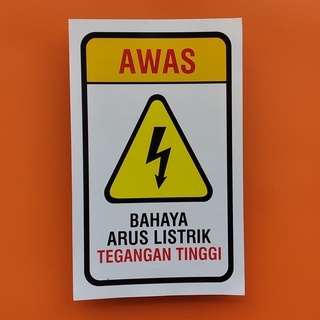 AWAS
BAHAYA
ARUS LISTRIK
TEGANGAN TINGGI